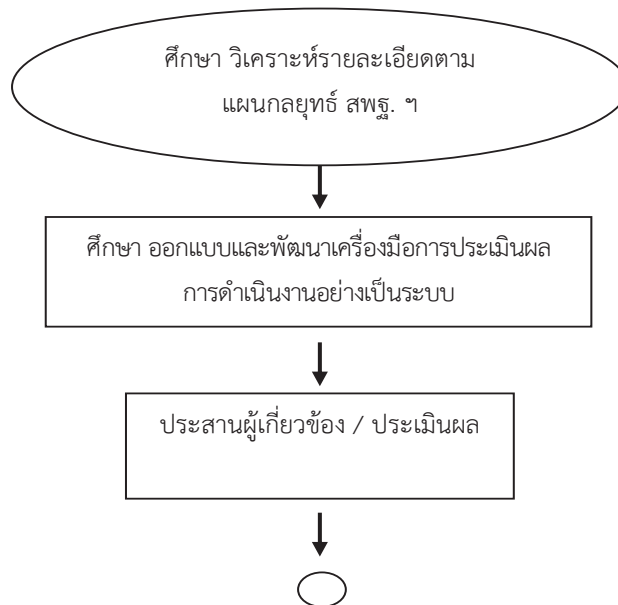 ศึกษา วิเคราะห์รายละเอียดตาม
แผนกลยุทธ์ สพฐ. ฯ
ศึกษา ออกแบบและพัฒนาเครื่องมือการประเมินผล
การดำเนินงานอย่างเป็นระบบ
ประสานผู้เกี่ยวข้อง / ประเมินผล